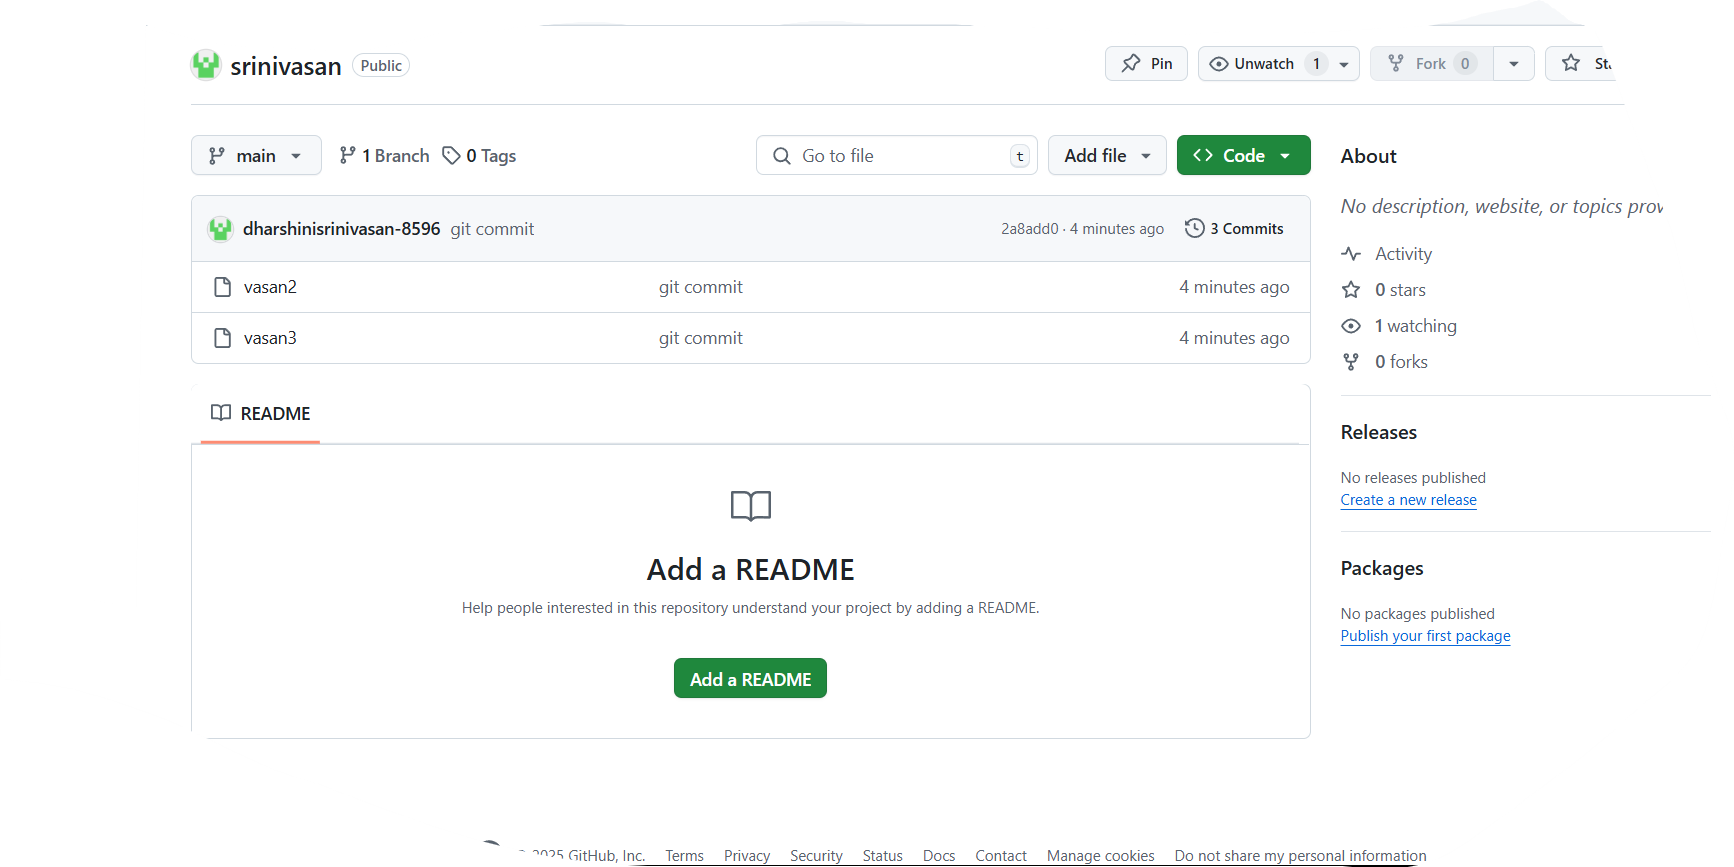 srinivasan Public
Pin
Unwatch 1
Fork 0
main
1 Branch
0 Tags
Go to file t
Add file
Code
dharshinisrinivasan-8596 git commit
2a8add0 · 4 minutes ago
3 Commits
vasan2 git commit 4 minutes ago
vasan3 git commit 4 minutes ago
README
Add a README
Help people interested in this repository understand your project by adding a README.
Add a README
About
No description, website, or topics
Activity
0 stars
1 watching
0 forks
Releases
No releases published
Create a new release
Packages
No packages published
Publish your first package
2025 GitHub, Inc. Terms Privacy Security Status Docs Contact Manage cookies Do not share my personal information